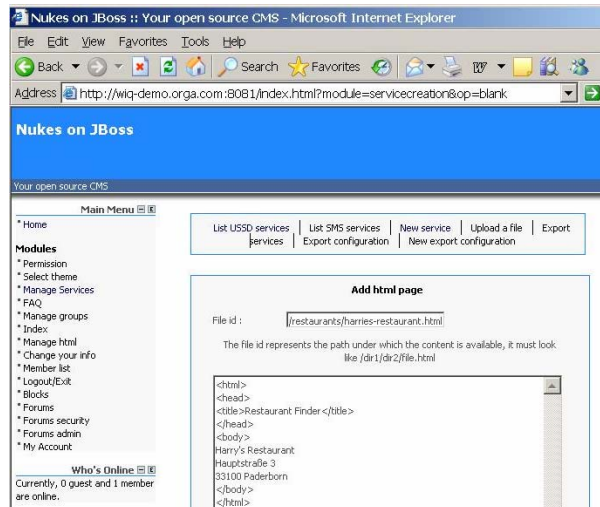 Nukes on JBoss :: Your open source CMS - Microsoft Internet Explorer
File Edit View Favorites Tools Help
Back Search Favorites
Address http://wiq-demo.orga.com:8081/index.html?module=servicecreation&op=blank
Nukes on JBoss
Your open source CMS
Main Menu
* Home
Modules
* Permission
* Select theme
* Manage Services
* FAQ
* Manage groups
* Index
* Manage html
* Change your info
* Member list
* Logout/Exit
* Blocks
* Forums
* Forums security
* Forums admin
* My Account
Who's Online
Currently, 0 guest and 1 member
are online.
List USSD services | List SMS services | New service | Upload a file | Export
services | Export configuration | New export configuration
Add html page
File id : /restaurants/harries-restaurant.html
The file id represents the path under which the content is available, it must look
like /dir1/dir2/file.html
<html>
<head>
<title>Restaurant Finder</title>
</head>
<body>
Harry's Restaurant
Hauptstraße 3
33100 Paderborn
</body>
</html>